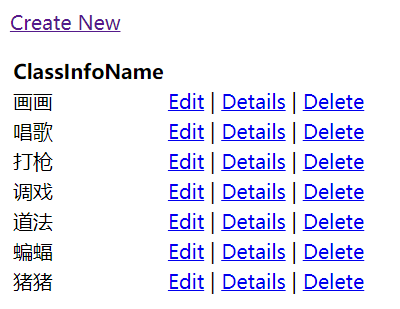 Create New
ClassInfoName
画画 Edit | Details | Delete
唱歌 Edit | Details | Delete
打枪 Edit | Details | Delete
调戏 Edit | Details | Delete
道法 Edit | Details | Delete
蝙蝠 Edit | Details | Delete
猪猪 Edit | Details | Delete